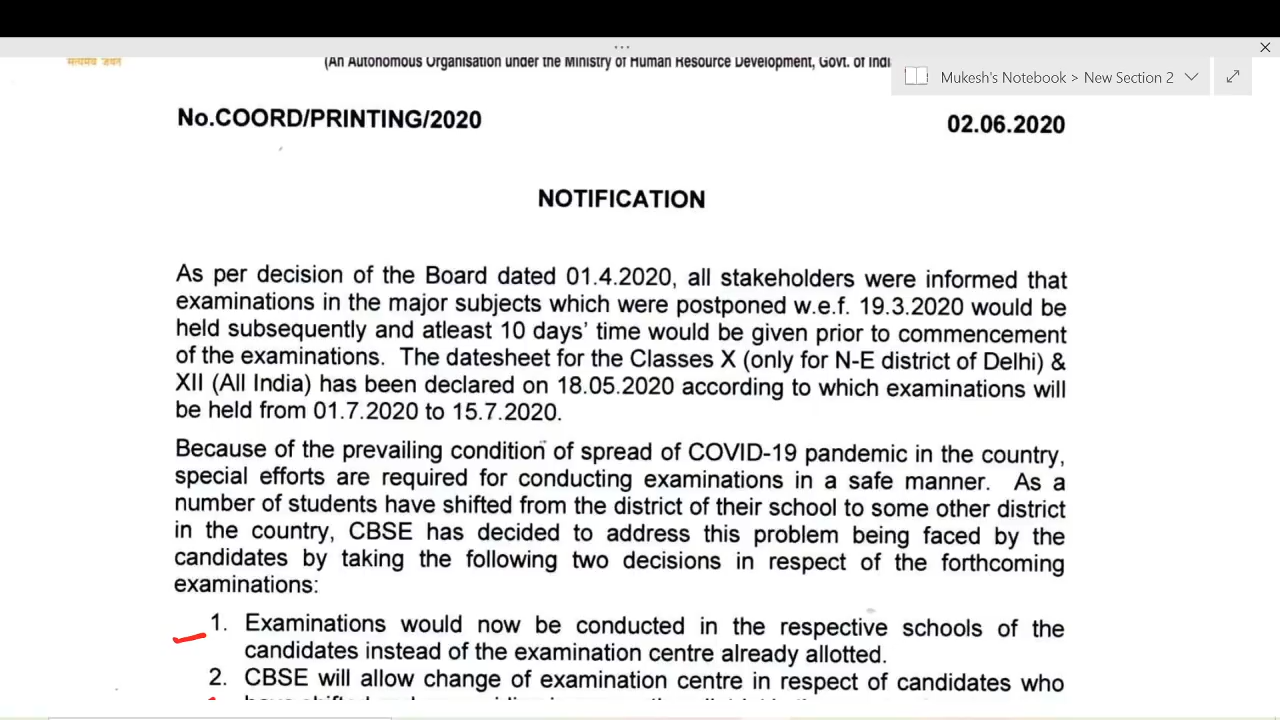 सत्यमेव जयते
(An Autonomous Organisation under the Ministry of Human Resource Development, Govt. of Indi
Mukesh's Notebook > New Section 2
No.COORD/PRINTING/2020 02.06.2020
NOTIFICATION
As per decision of the Board dated 01.4.2020, all stakeholders were informed that
examinations in the major subjects which were postponed w.e.f. 19.3.2020 would be
held subsequently and atleast 10 days' time would be given prior to commencement
of the examinations. The datesheet for the Classes X (only for N-E district of Delhi) &
XII (All India) has been declared on 18.05.2020 according to which examinations will
be held from 01.7.2020 to 15.7.2020.
Because of the prevailing condition of spread of COVID-19 pandemic in the country,
special efforts are required for conducting examinations in a safe manner. As a
number of students have shifted from the district of their school to some other district
in the country, CBSE has decided to address this problem being faced by the
candidates by taking the following two decisions in respect of the forthcoming
examinations:
1. Examinations would now be conducted in the respective schools of the
candidates instead of the examination centre already allotted.
2. CBSE will allow change of examination centre in respect of candidates who